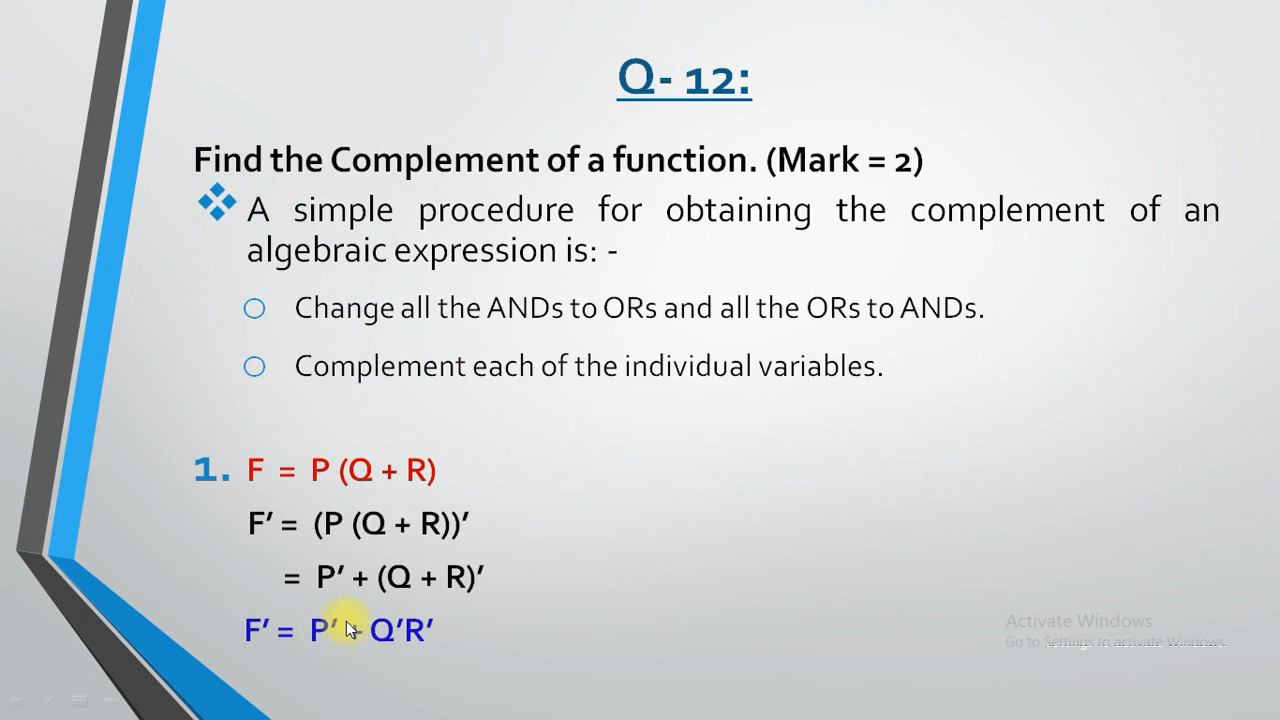 Q- 12:
Find the Complement of a function. (Mark = 2)
A simple procedure for obtaining the complement of an
algebraic expression is: -
Change all the ANDs to ORs and all the ORs to ANDs.
Complement each of the individual variables.
1. F = P (Q + R)
F′ = (P (Q + R))′
= P′ + (Q + R)′
F′ = P′ + Q′R′
Activate Windows
Go to Settings to activate Windows.